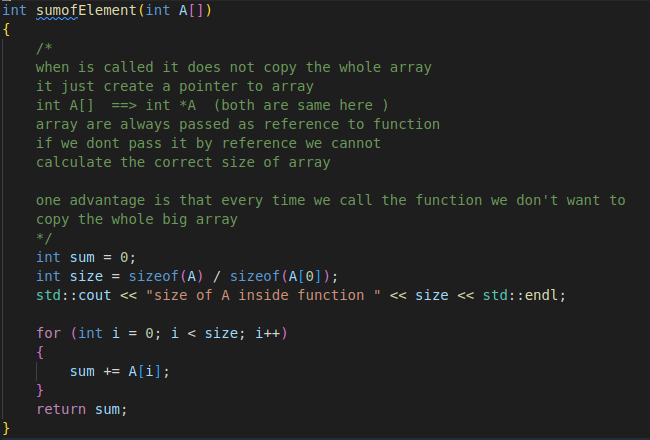 int sumofElement(int A[])
{
    /*
    when is called it does not copy the whole array
    it just create a pointer to array
    int A[]  ==> int *A  (both are same here )
    array are always passed as reference to function
    if we dont pass it by reference we cannot
    calculate the correct size of array

    one advantage is that every time we call the function we don't want to
    copy the whole big array
    */
    int sum = 0;
    int size = sizeof(A) / sizeof(A[0]);
    std::cout << "size of A inside function " << size << std::endl;

    for (int i = 0; i < size; i++)
    {
        sum += A[i];
    }
    return sum;
}